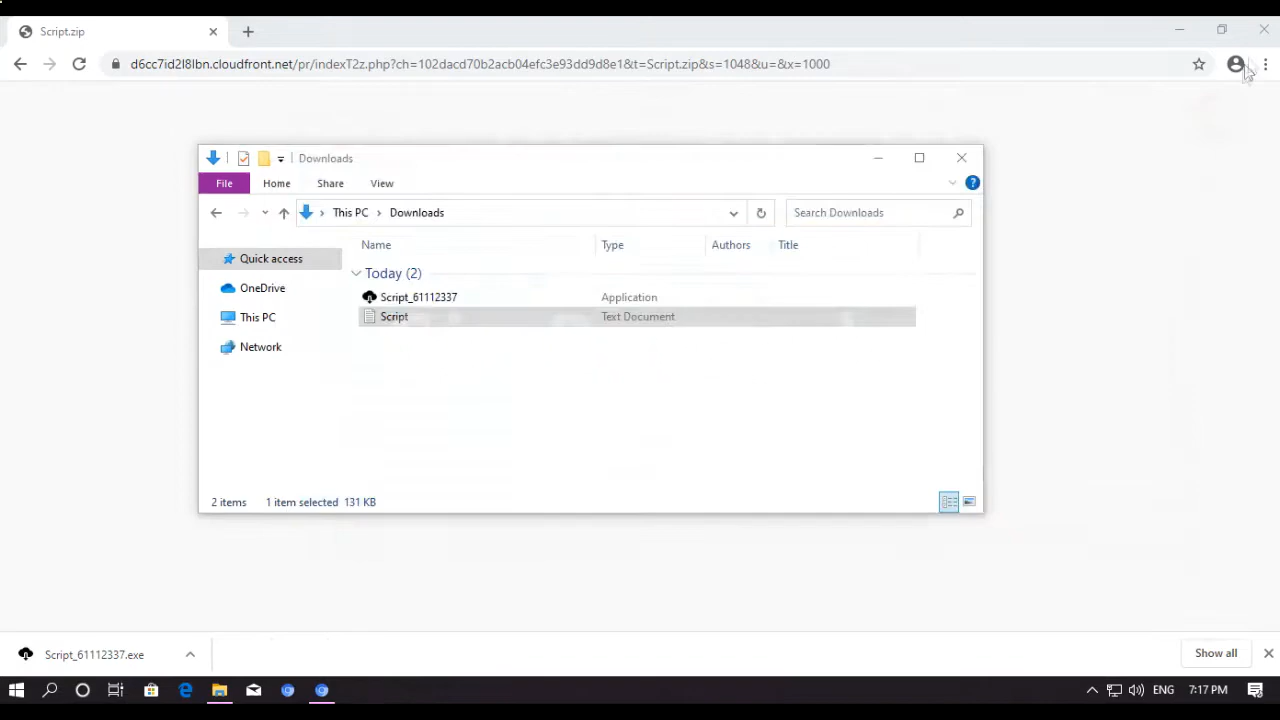 Script.zip
d6cc7id2l8lbn.cloudfront.net/pr/indexT2z.php?ch=102dacd70b2acb04efc3e93dd9d8e1&t=Script.zip&s=1048&u=&x=1000
Downloads
File Home Share View
This PC > Downloads
Search Downloads
Name Type Authors Title
Quick access
OneDrive
This PC
Network
Today (2)
Script_61112337 Application
Script Text Document
2 items 1 item selected 131 KB
Script_61112337.exe
Show all
ENG 7:17 PM